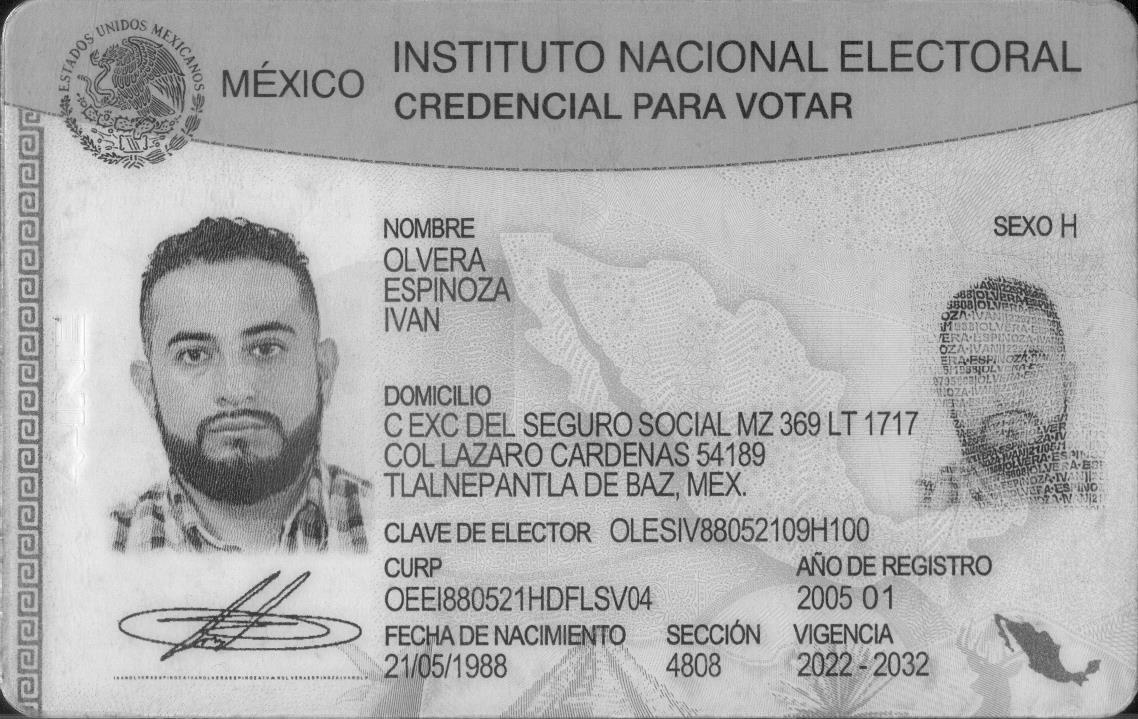 ESTADOS UNIDOS MEXICANOS
MÉXICO
INSTITUTO NACIONAL ELECTORAL
CREDENCIAL PARA VOTAR
NOMBRE
SEXO H
OLVERA
ESPINOZA
IVAN
DOMICILIO
C EXC DEL SEGURO SOCIAL MZ 369 LT 1717
COL LAZARO CARDENAS 54189
TLALNEPANTLA DE BAZ, MEX.
CLAVE DE ELECTOR OLESIV88052109H100
CURP
AÑO DE REGISTRO
OEEI880521HDFLSV04
2005 01
FECHA DE NACIMIENTO
SECCIÓN
VIGENCIA
21/05/1988
4808
2022 - 2032